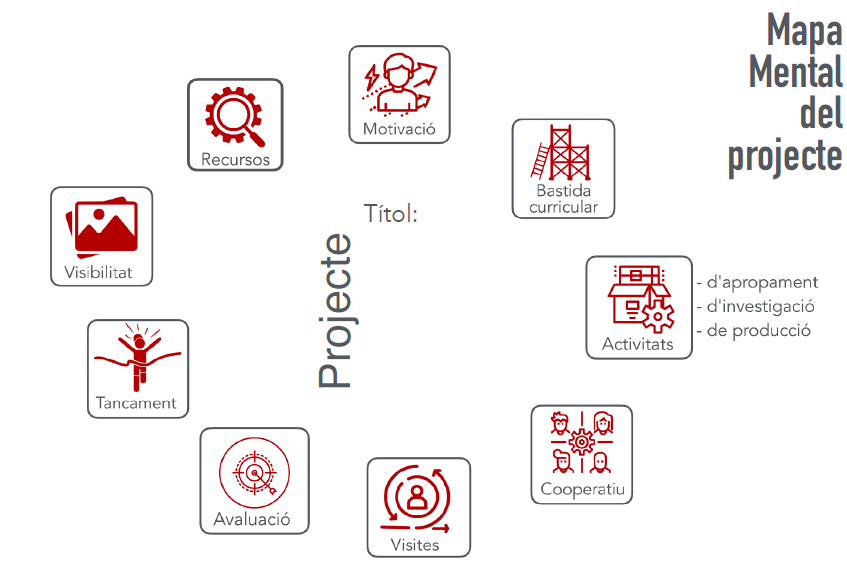 Mapa
Mental
del
projecte
Motivació
Recursos
Bastida
curricular
Títol:
Projecte
Visibilitat
Activitats
- d'apropament
- d'investigació
- de producció
Tancament
Cooperatiu
Avaluació
Visites